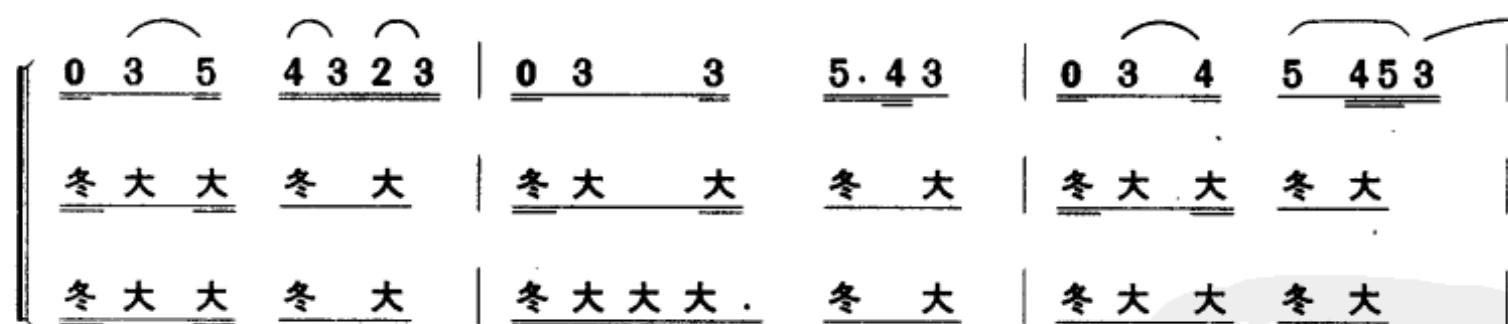 0 3 5 4 3 2 3 | 0 3 3 5. 4 3 | 0 3 4 5 4 5 3 |
冬 大 大 冬 大 | 冬 大 大 冬 大 | 冬 大 大 冬 大
冬 大 大 冬 大 | 冬 大 大 大. 冬 大 | 冬 大 大 冬 大